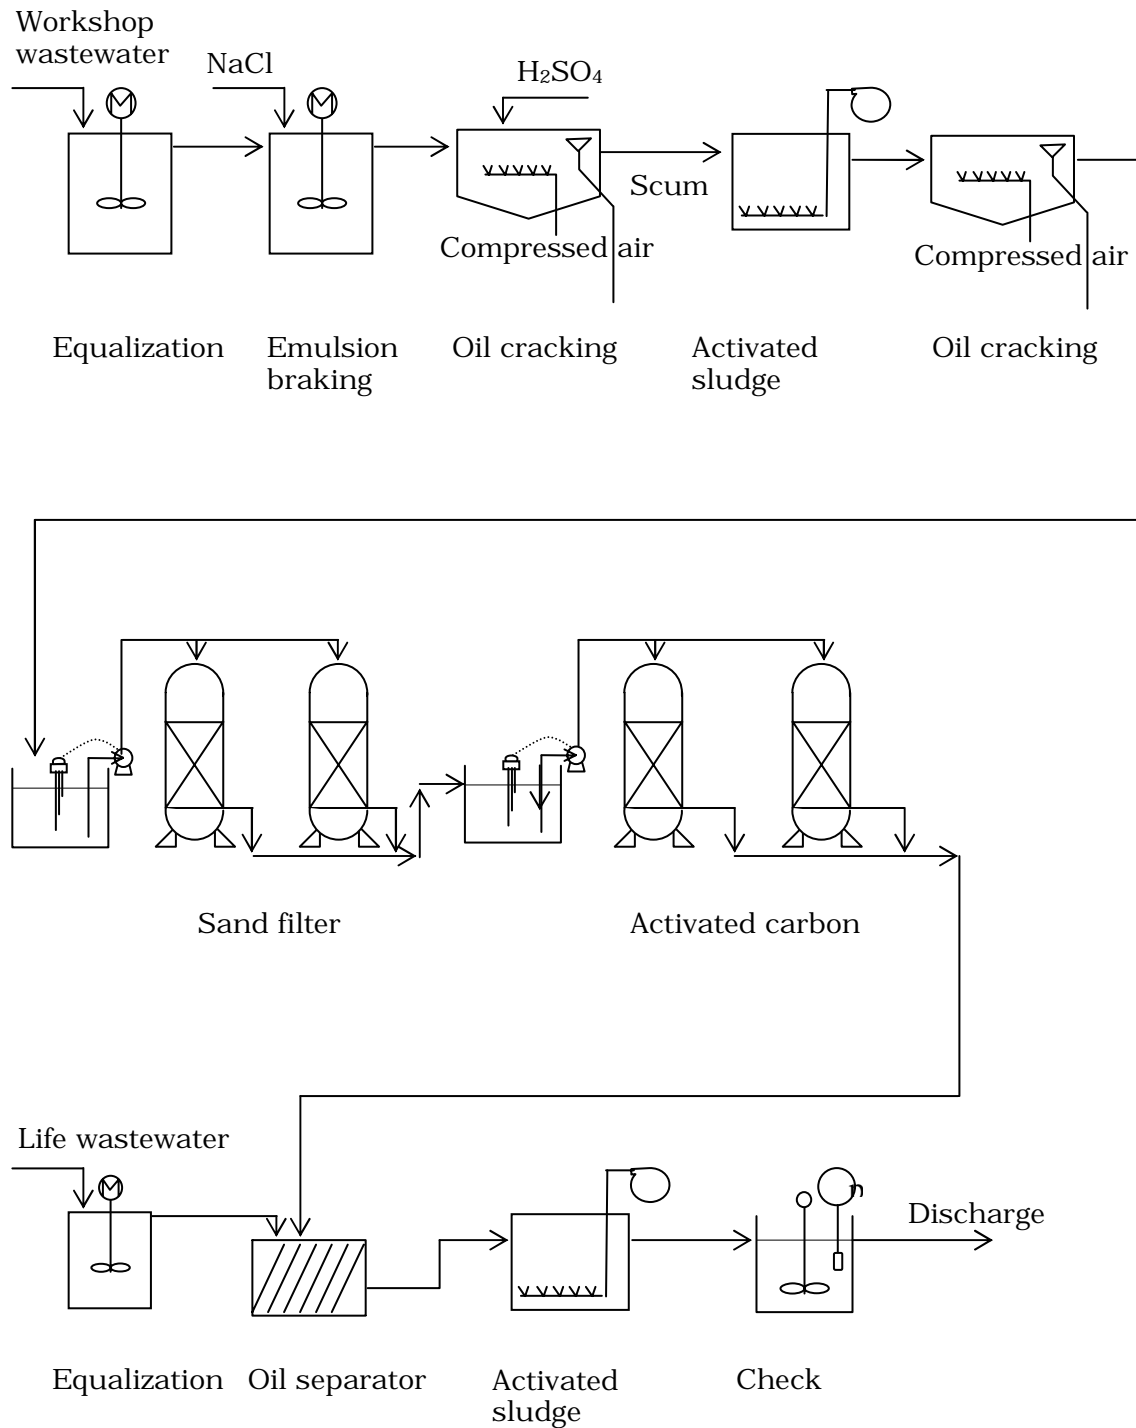 Workshop
wastewater
NaCl
H₂SO₄
M
M
Scum
Compressed air
Compressed air
Equalization
Emulsion
braking
Oil cracking
Activated
sludge
Oil cracking
Sand filter
Activated carbon
Life wastewater
M
Discharge
Equalization
Oil separator
Activated
sludge
Check